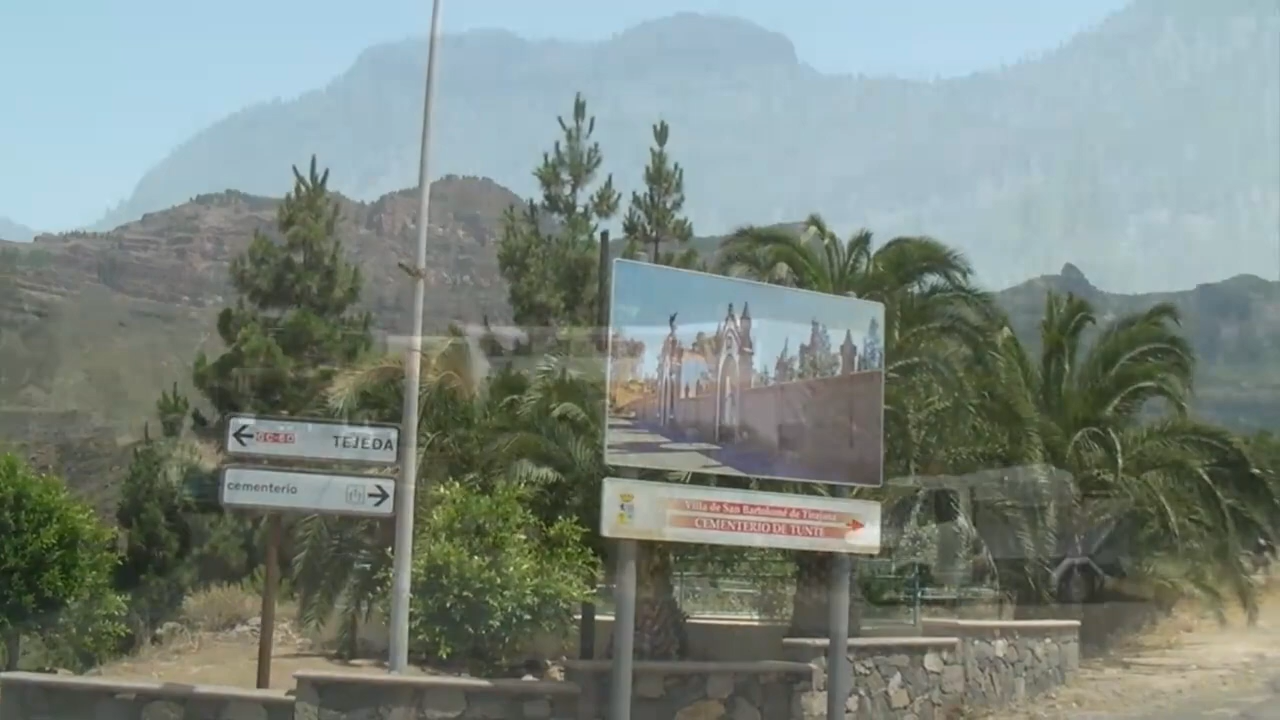 GC-60 TEJEDA
cementerio
Villa de San Bartolomé de Tirajana
CEMENTERIO DE TUNTE